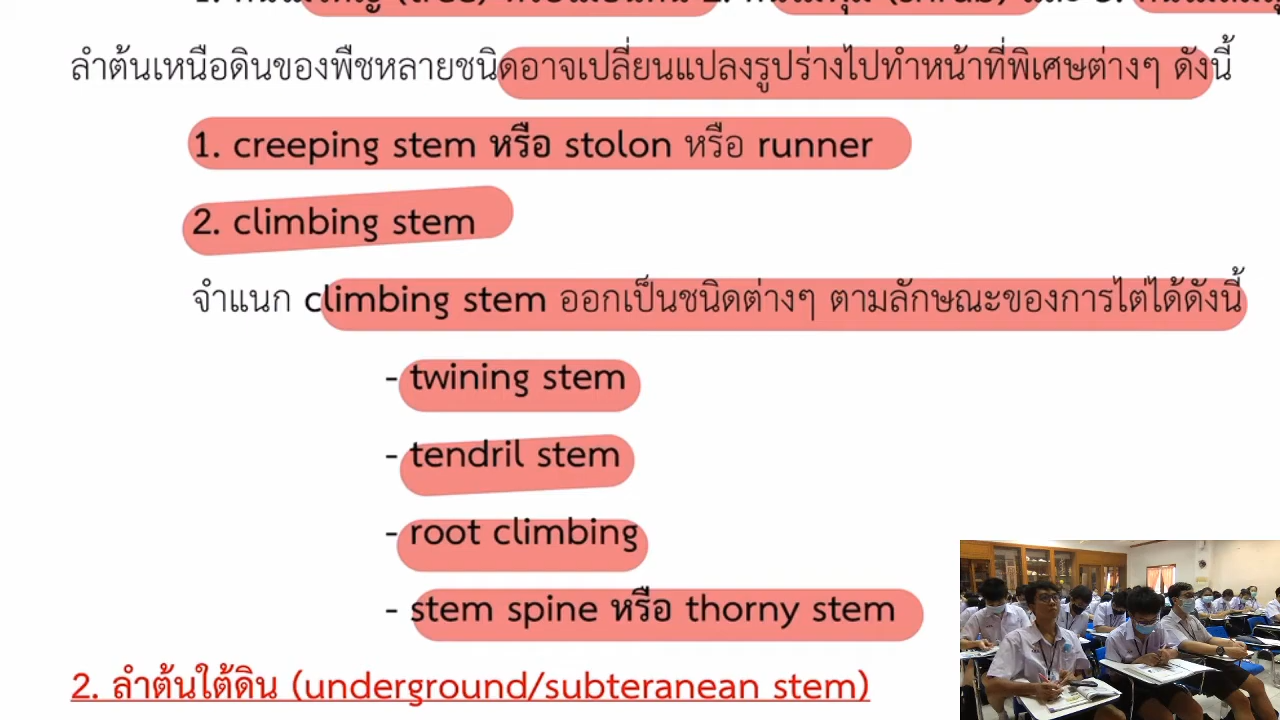 ลำต้นเหนือดินของพืชหลายชนิดอาจเปลี่ยนแปลงรูปร่างไปทำหน้าที่พิเศษต่างๆ ดังนี้
1. creeping stem หรือ stolon หรือ runner
2. climbing stem
จำแนก climbing stem ออกเป็นชนิดต่างๆ ตามลักษณะของการไต่ได้ดังนี้
- twining stem
- tendril stem
- root climbing
- stem spine หรือ thorny stem
2. ลำต้นใต้ดิน (underground/subteranean stem)